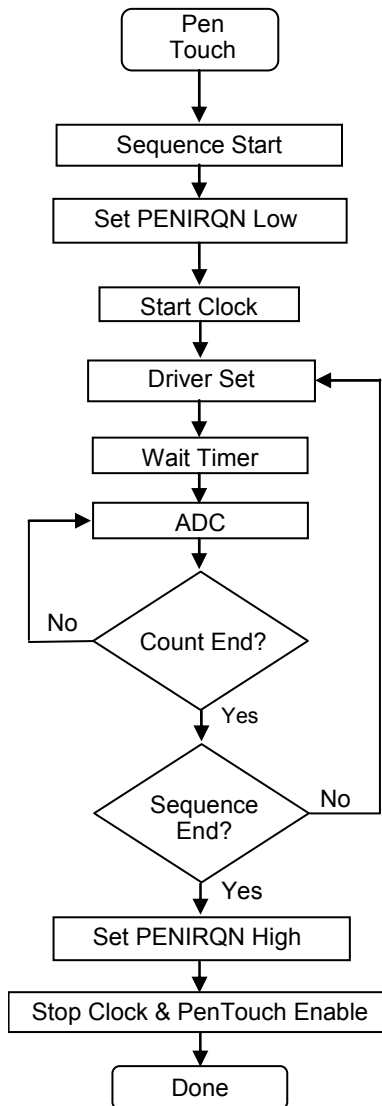 Pen
Touch
Sequence Start
Set PENIRQN Low
Start Clock
Driver Set
Wait Timer
ADC
No
Count End?
Yes
Sequence
End?
No
Yes
Set PENIRQN High
Stop Clock & PenTouch Enable
Done